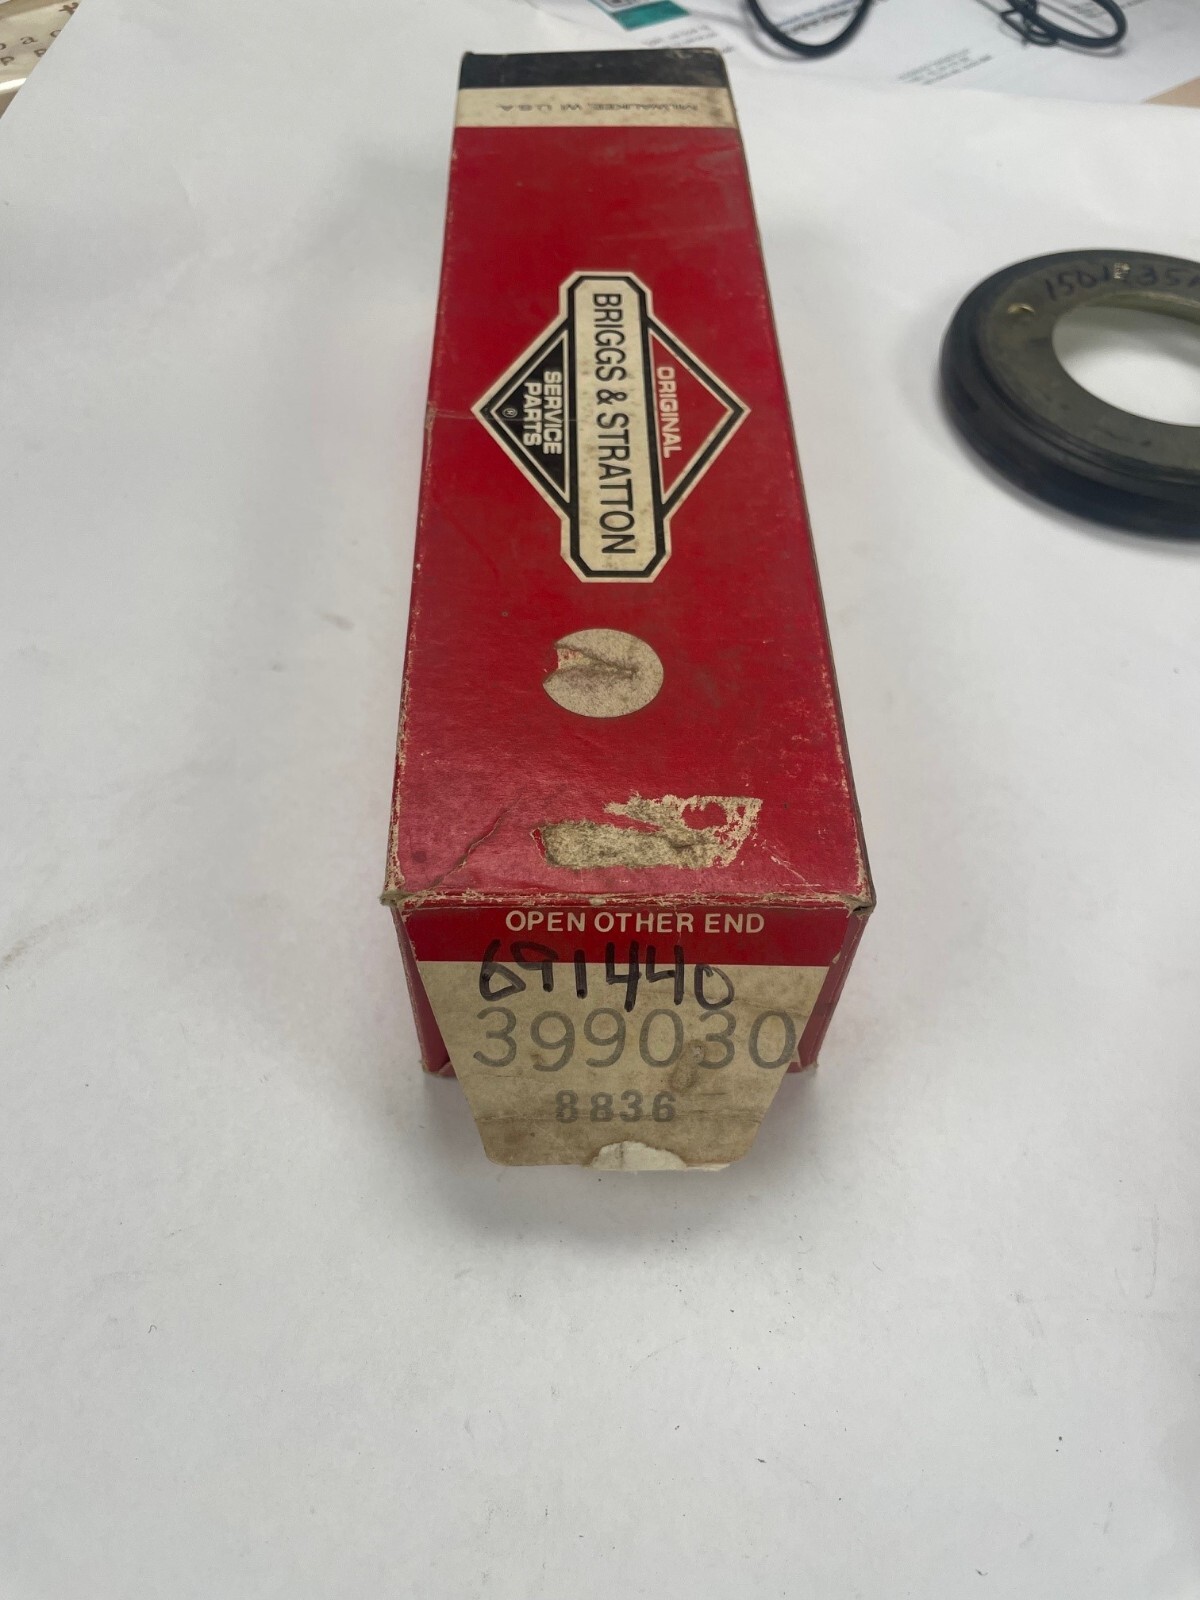 MILWAUKEE, WI U.S.A.
ORIGINAL
BRIGGS & STRATTON
SERVICE
PARTS
®
OPEN OTHER END
691440
399030
8836